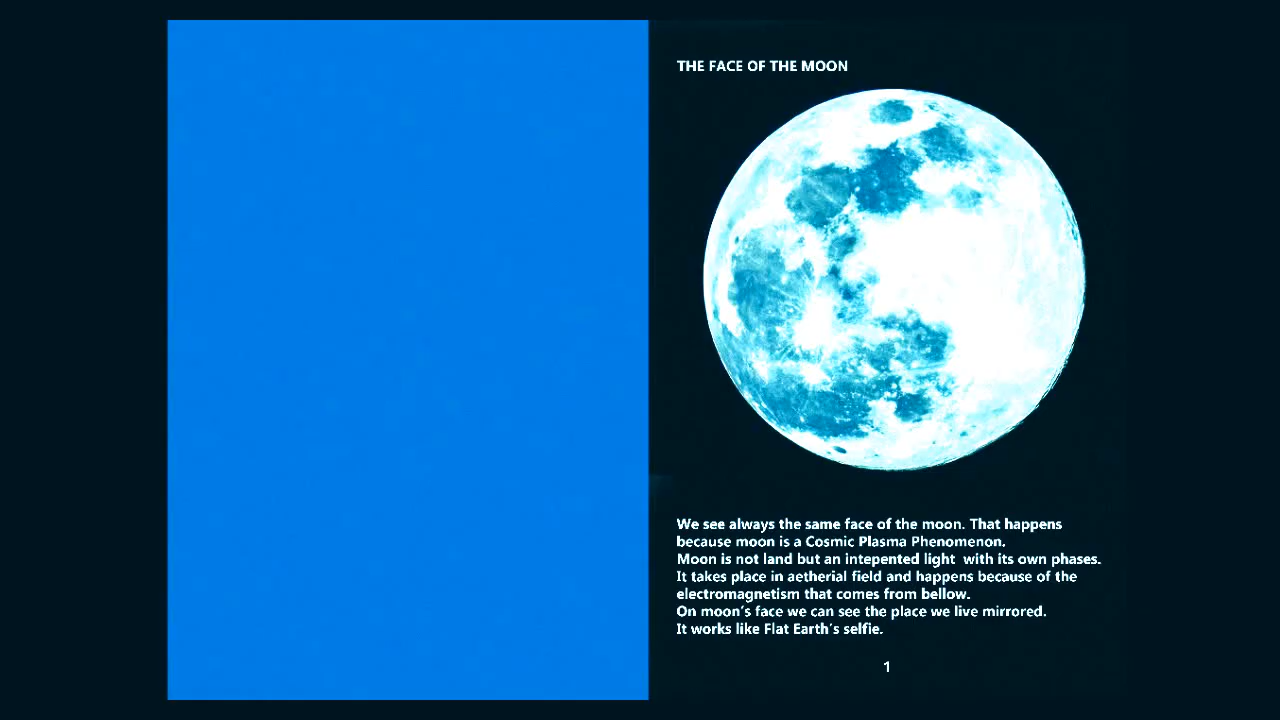 THE FACE OF THE MOON
We see always the same face of the moon. That happens
because moon is a Cosmic Plasma Phenomenon.
Moon is not land but an intepented light  with its own phases.
It takes place in aetherial field and happens because of the
electromagnetism that comes from bellow.
On moon's face we can see the place we live mirrored.
It works like Flat Earth's selfie.
1